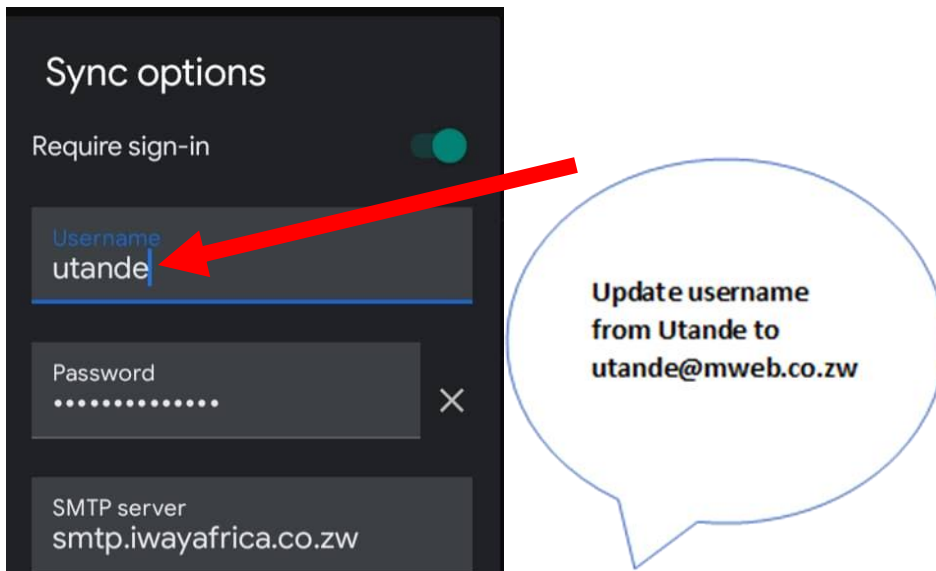 Sync options
Require sign-in
Username
utande
Password
••••••••••••••
SMTP server
smtp.iwayafrica.co.zw
Update username
from Utande to
utande@mweb.co.zw